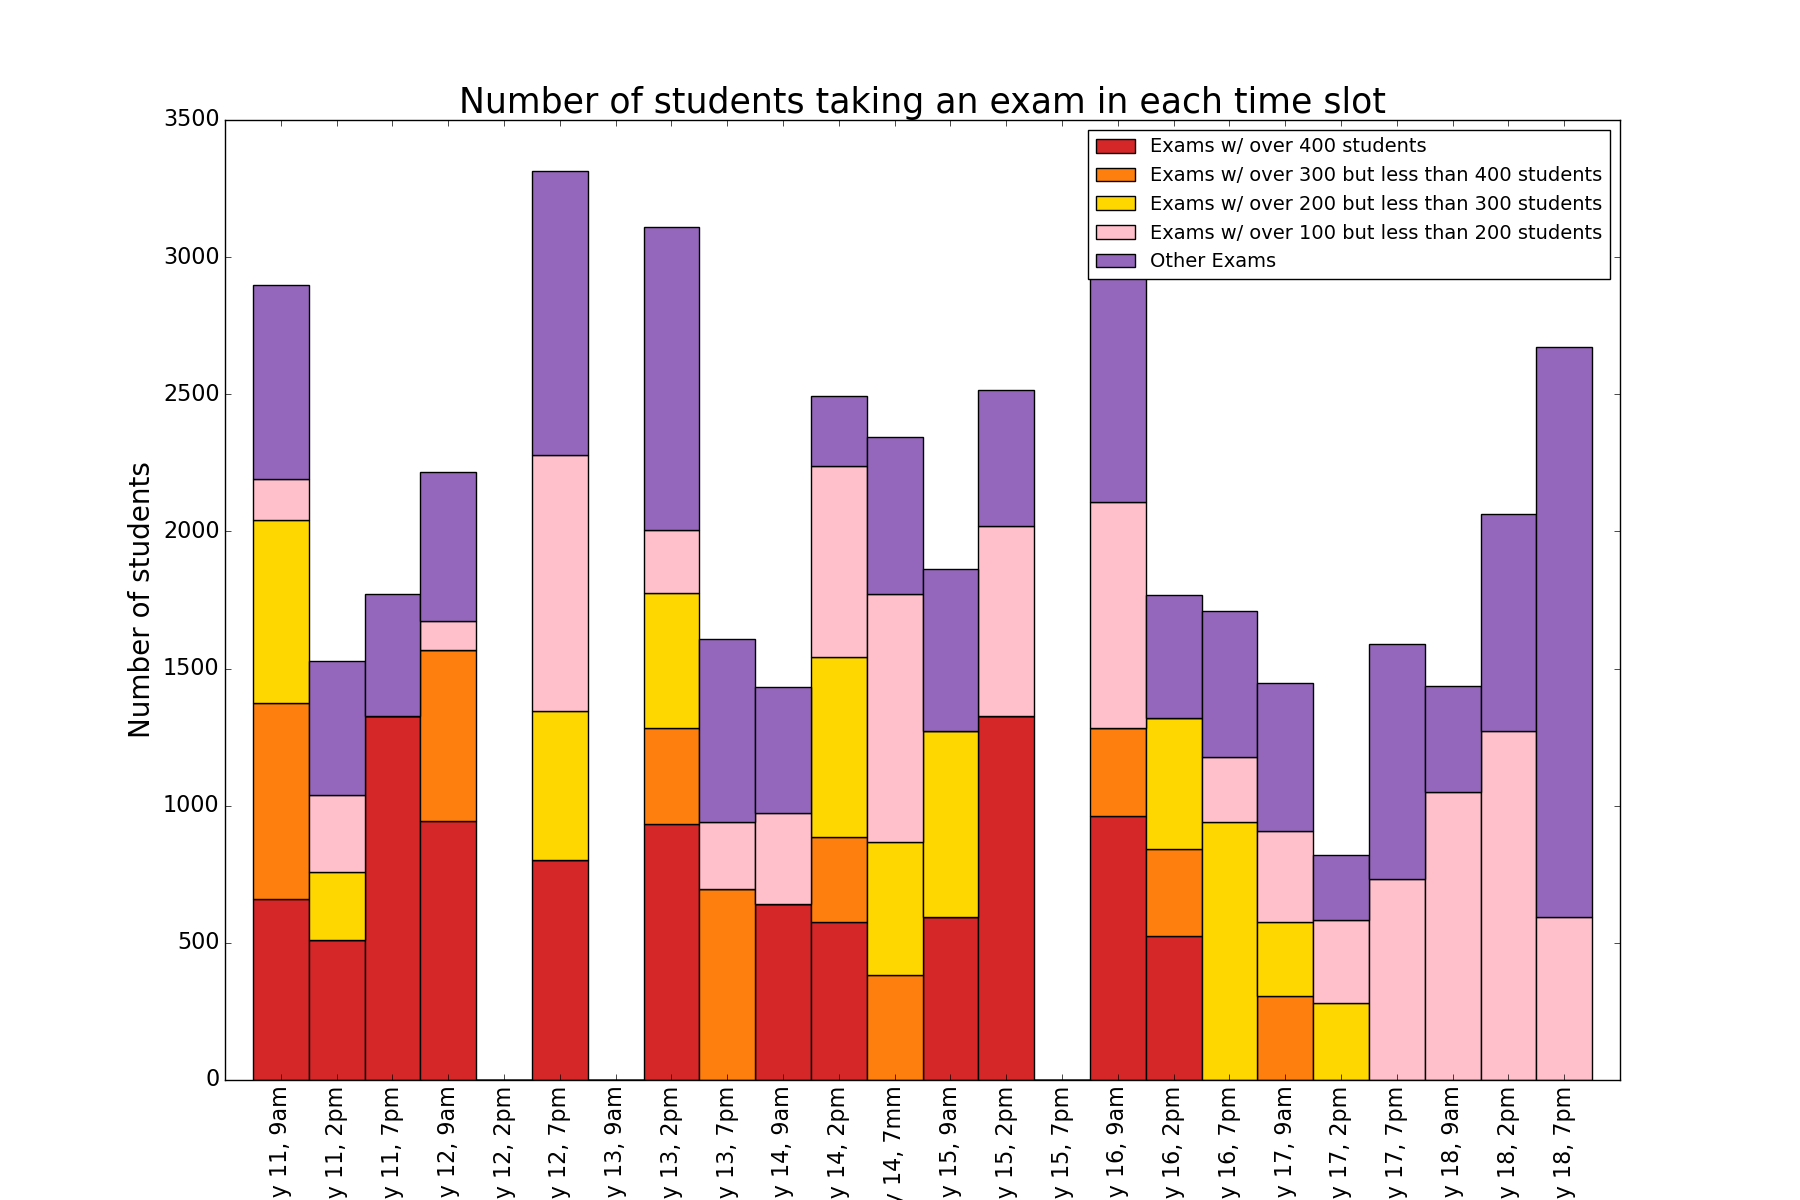 Number of students taking an exam in each time slot
Exams w/ over 400 students
Exams w/ over 300 but less than 400 students
Exams w/ over 200 but less than 300 students
Exams w/ over 100 but less than 200 students
Other Exams
Number of students
3500
3000
2500
2000
1500
1000
500
0
y 11, 9am
y 11, 2pm
y 11, 7pm
y 12, 9am
y 12, 2pm
y 12, 7pm
y 13, 9am
y 13, 2pm
y 13, 7pm
y 14, 9am
y 14, 2pm
y 14, 7mm
y 15, 9am
y 15, 2pm
y 15, 7pm
y 16, 9am
y 16, 2pm
y 16, 7pm
y 17, 9am
y 17, 2pm
y 17, 7pm
y 18, 9am
y 18, 2pm
y 18, 7pm